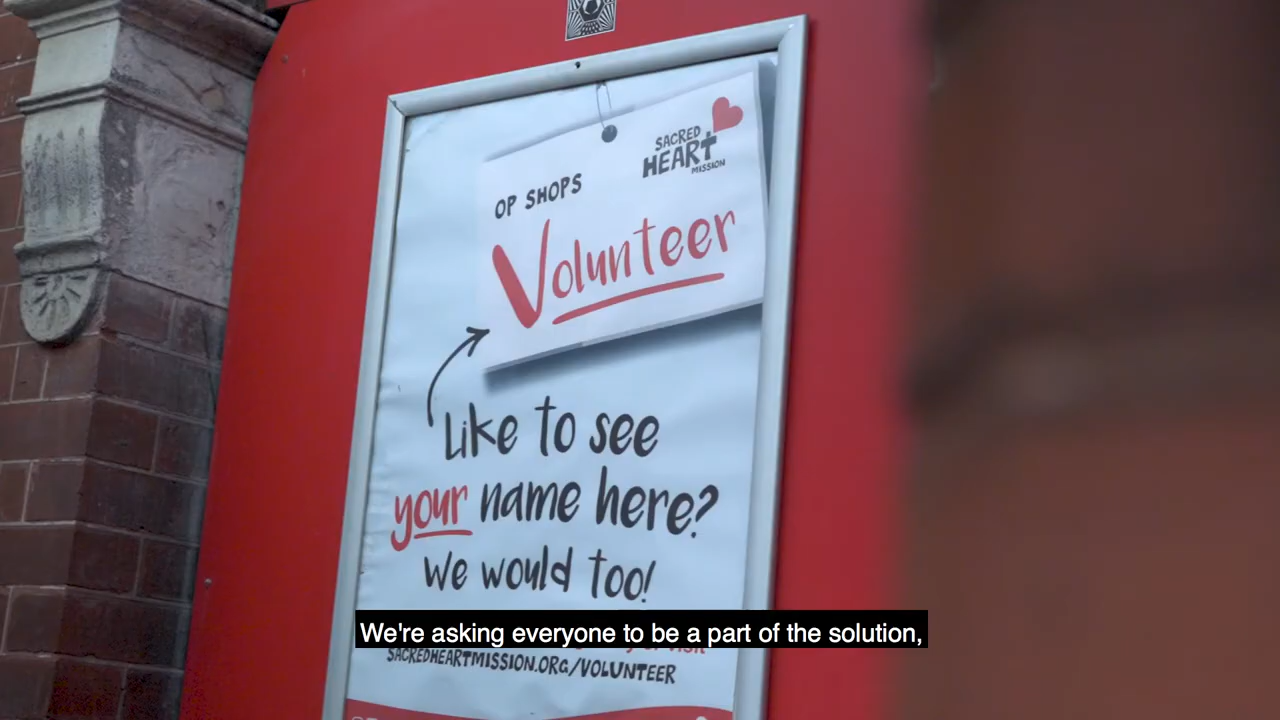 SACRED
HEART
MISSION
OP SHOPS
Volunteer
Like to see
your name here?
We would too!
We're asking everyone to be a part of the solution,
SACREDHEARTMISSION.ORG/VOLUNTEER